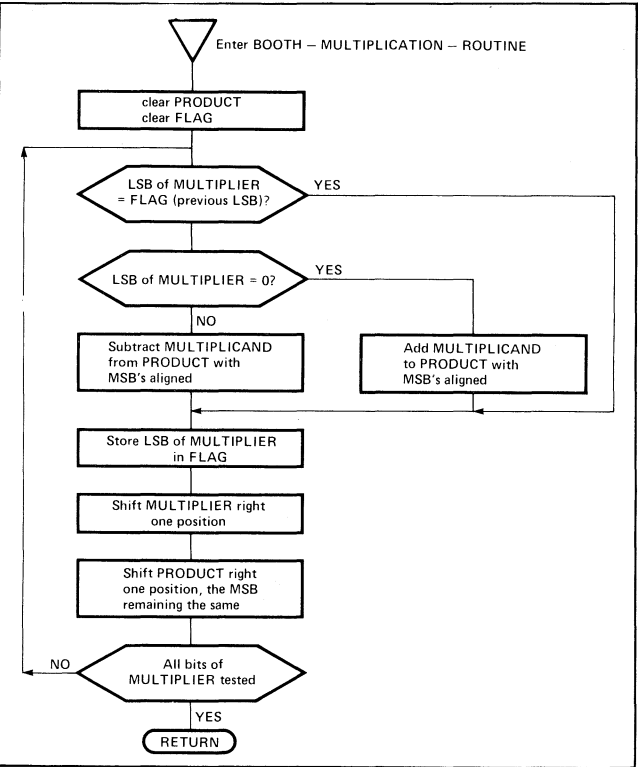 Enter BOOTH – MULTIPLICATION – ROUTINE
clear PRODUCT
clear FLAG
LSB of MULTIPLIER
= FLAG (previous LSB)?
YES
LSB of MULTIPLIER = 0?
YES
NO
Subtract MULTIPLICAND
from PRODUCT with
MSB's aligned
Add MULTIPLICAND
to PRODUCT with
MSB's aligned
Store LSB of MULTIPLIER
in FLAG
Shift MULTIPLIER right
one position
Shift PRODUCT right
one position, the MSB
remaining the same
NO
All bits of
MULTIPLIER tested
YES
RETURN